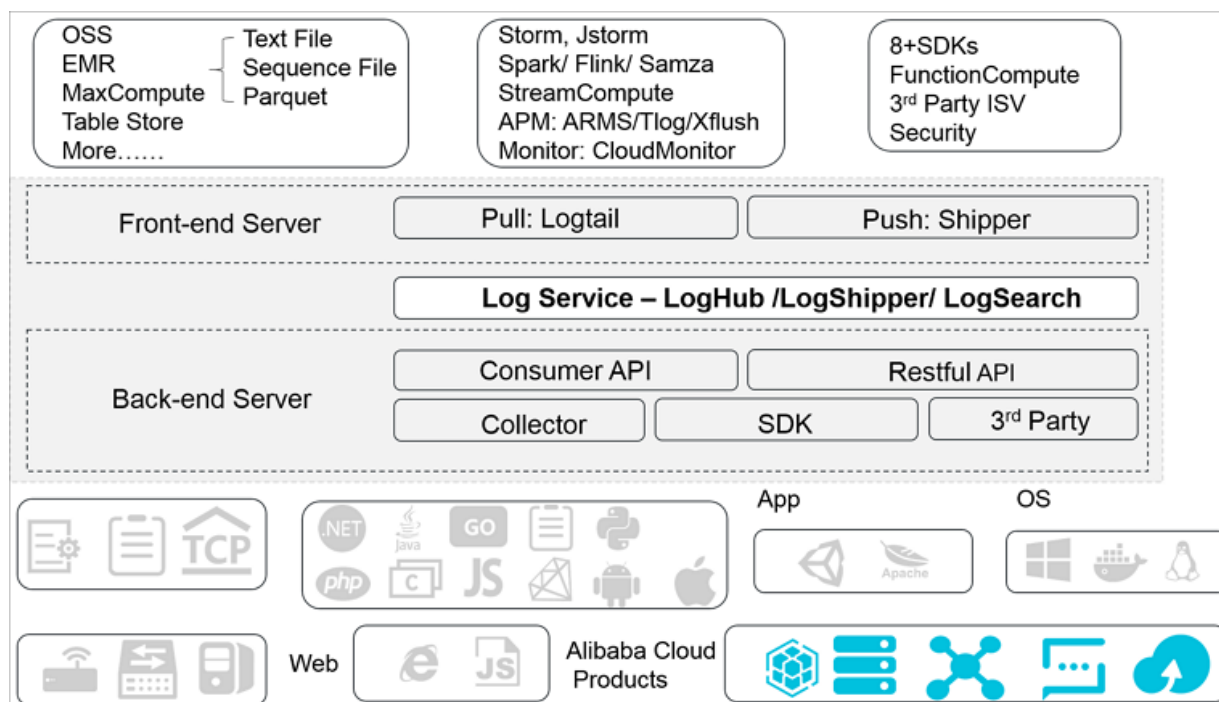 OSS
EMR
MaxCompute
Table Store
More……
Text File
Sequence File
Parquet
Storm, Jstorm
Spark/ Flink/ Samza
StreamCompute
APM: ARMS/Tlog/Xflush
Monitor: CloudMonitor
8+SDKs
FunctionCompute
3rd Party ISV
Security
Front-end Server
Pull: Logtail
Push: Shipper
Log Service – LogHub /LogShipper/ LogSearch
Back-end Server
Consumer API
Restful API
Collector
SDK
3rd Party
TCP
.NET
java
GO
php
C
JS
App
Apache
OS
Web
JS
Alibaba Cloud
Products